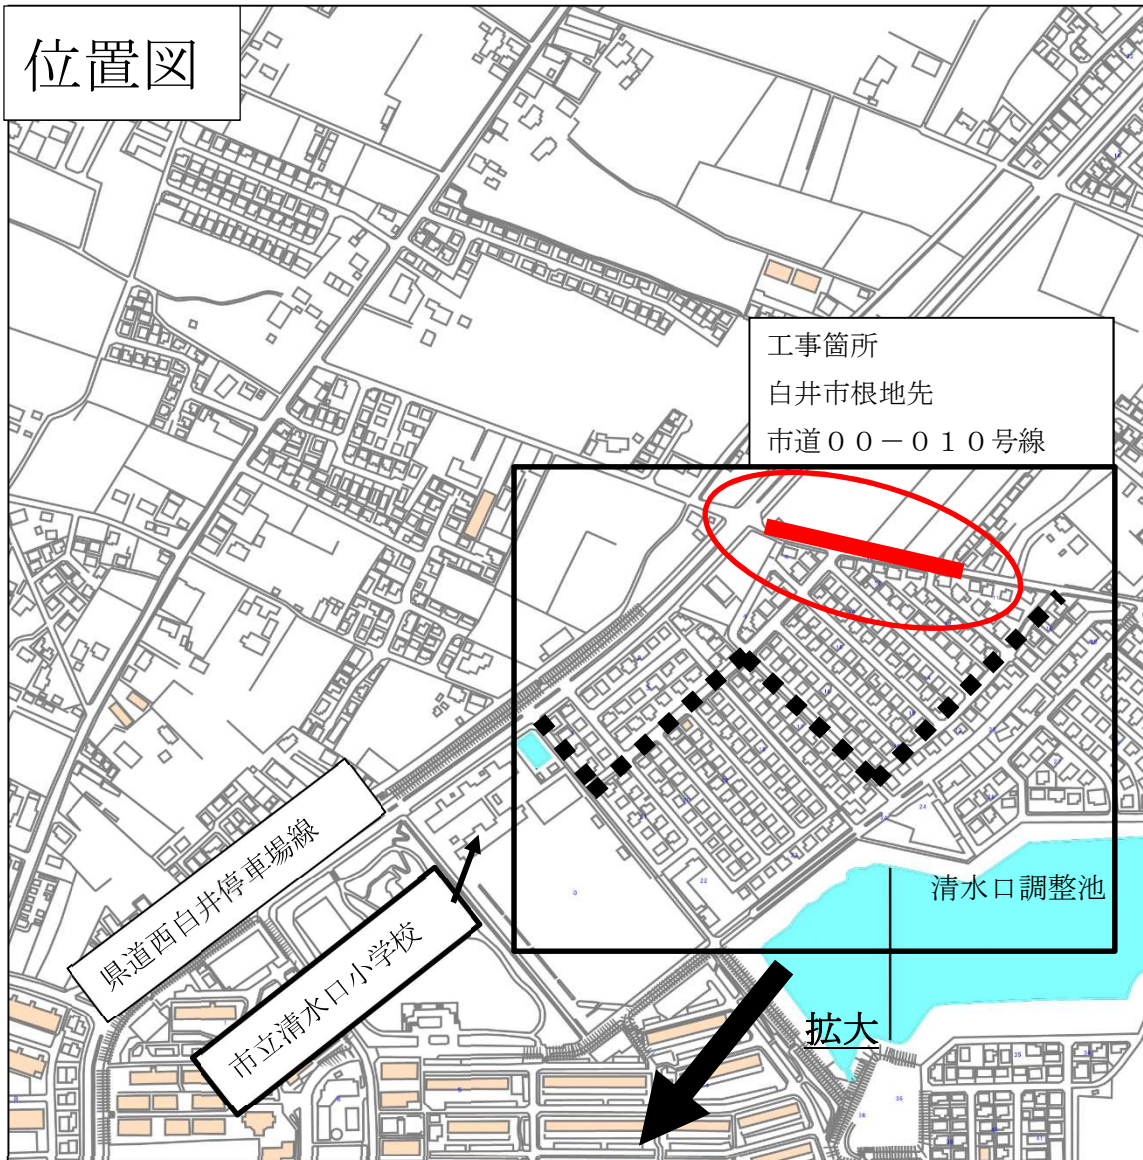 位置図
工事箇所
白井市根地先
市道００－０１０号線
県道西白井停車場線
市立清水口小学校
清水口調整池
拡大